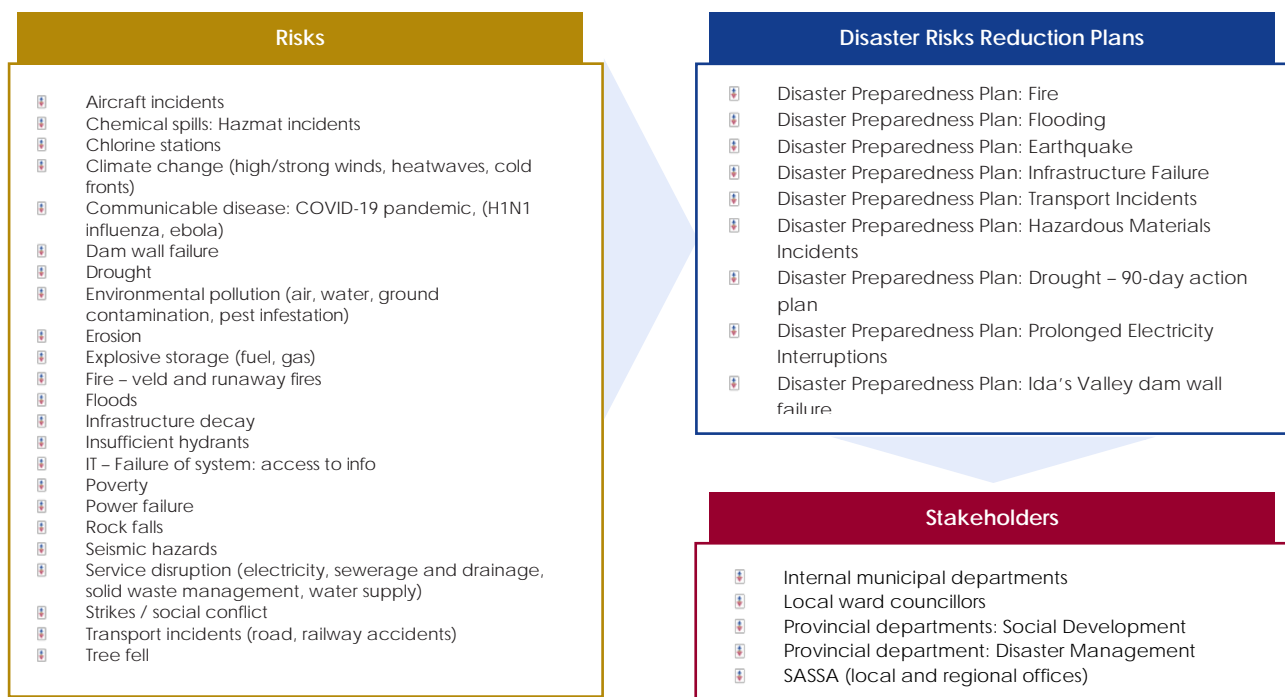 Risks
Aircraft incidents
Chemical spills: Hazmat incidents
Chlorine stations
Climate change (high/strong winds, heatwaves, cold
fronts)
Communicable disease: COVID-19 pandemic, (H1N1
influenza, ebola)
Dam wall failure
Drought
Environmental pollution (air, water, ground
contamination, pest infestation)
Erosion
Explosive storage (fuel, gas)
Fire – veld and runaway fires
Floods
Infrastructure decay
Insufficient hydrants
IT – Failure of system: access to info
Poverty
Power failure
Rock falls
Seismic hazards
Service disruption (electricity, sewerage and drainage,
solid waste management, water supply)
Strikes / social conflict
Transport incidents (road, railway accidents)
Tree fell
Disaster Risks Reduction Plans
Disaster Preparedness Plan: Fire
Disaster Preparedness Plan: Flooding
Disaster Preparedness Plan: Earthquake
Disaster Preparedness Plan: Infrastructure Failure
Disaster Preparedness Plan: Transport Incidents
Disaster Preparedness Plan: Hazardous Materials
Incidents
Disaster Preparedness Plan: Drought – 90-day action
plan
Disaster Preparedness Plan: Prolonged Electricity
Interruptions
Disaster Preparedness Plan: Ida's Valley dam wall
failure
Stakeholders
Internal municipal departments
Local ward councillors
Provincial departments: Social Development
Provincial department: Disaster Management
SASSA (local and regional offices)